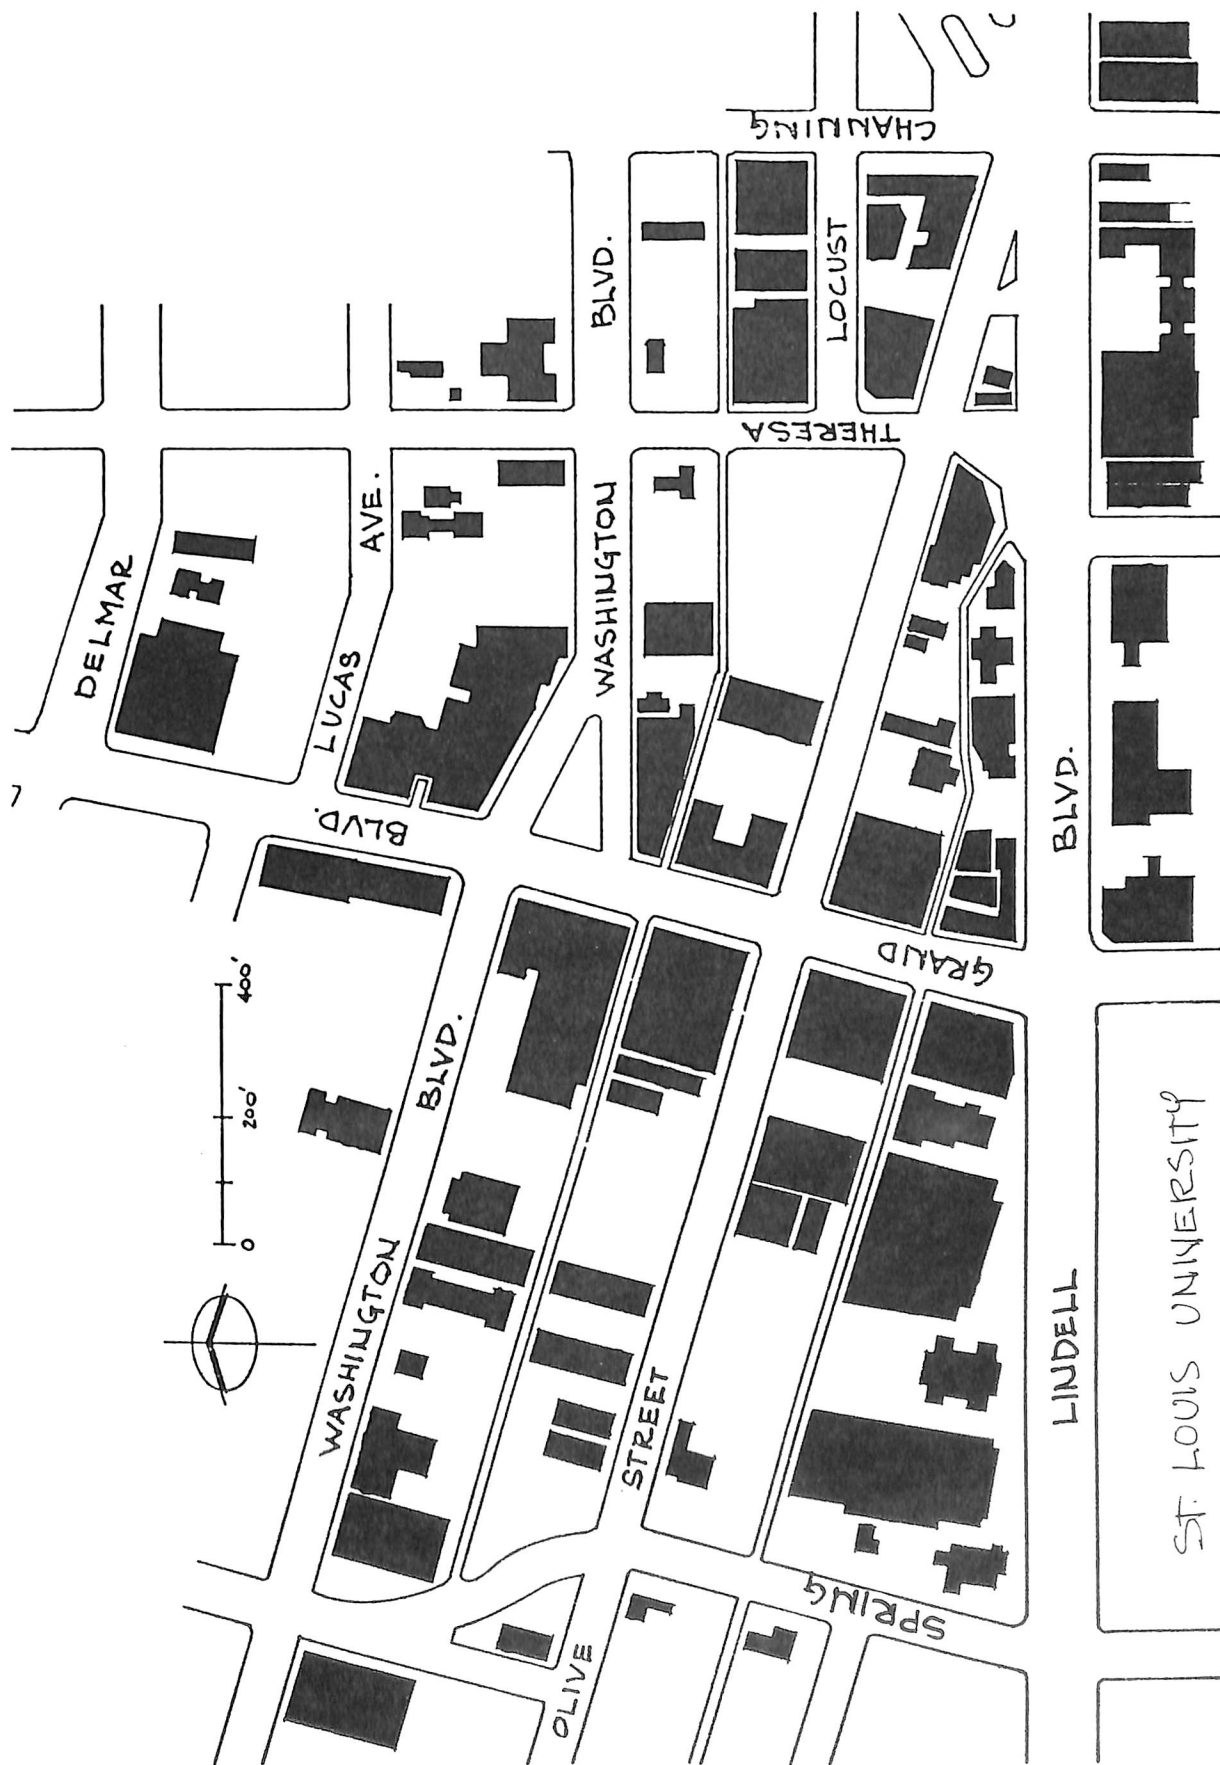 CHANNING
BLVD.
LOCUST
THERESA
AVE.
WASHINGTON
DELMAR
LUCAS
BLVD.
BLVD.
GRAND
400'
200'
0
BLVD.
WASHINGTON
STREET
LINDELL
ST. LOUIS UNIVERSITY
SPRING
OLIVE